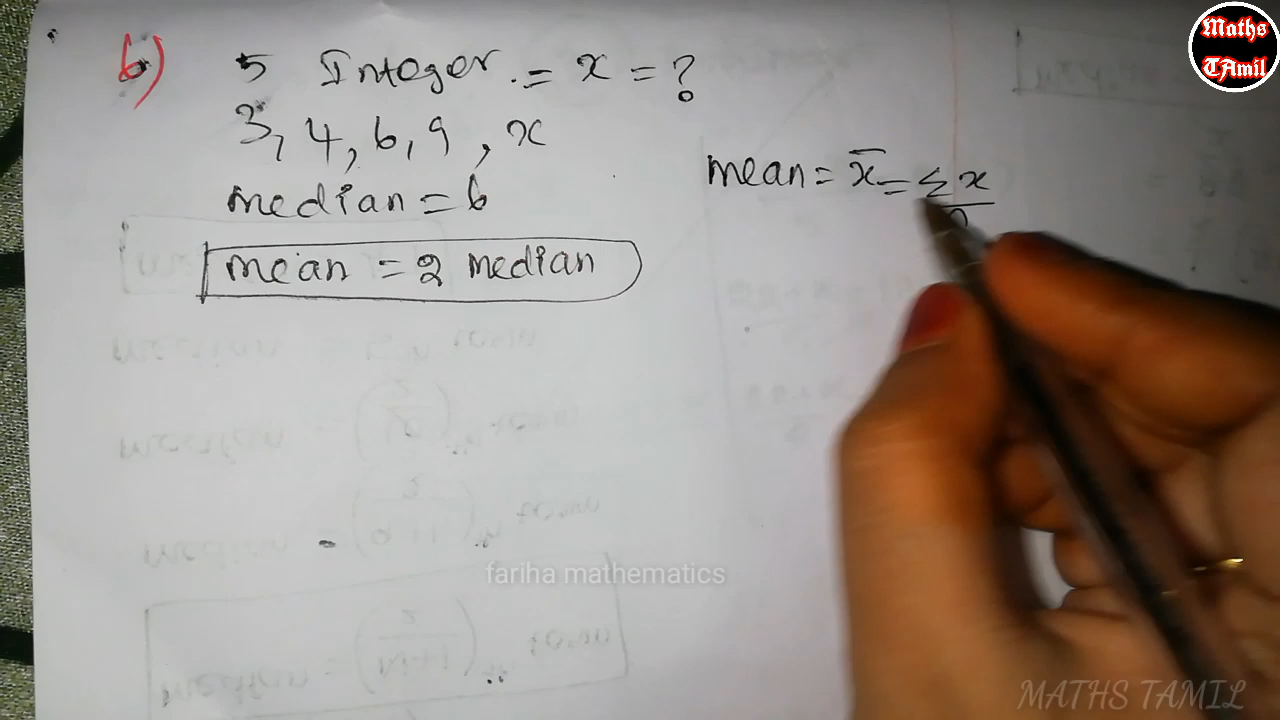 b) 5 Integer. = x = ?
3, 4, 6, 9, x
median = 6
mean = 2 median
mean = x̄ = Σx
Maths
TAmil
fariha mathematics
MATHS TAMIL